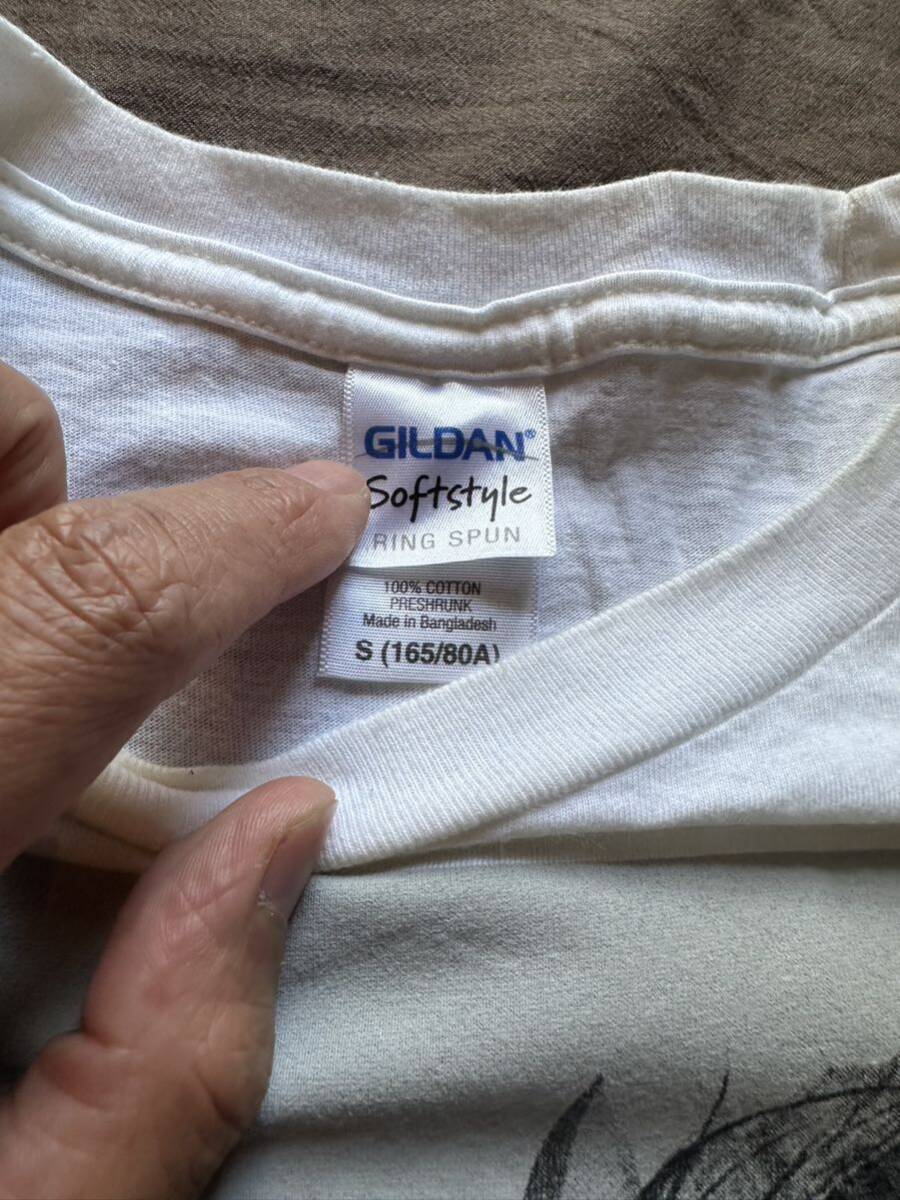 GILDAN®
Softstyle
RING SPUN
100% COTTON
PRESHRUNK
Made in Bangladesh
S (165/80A)